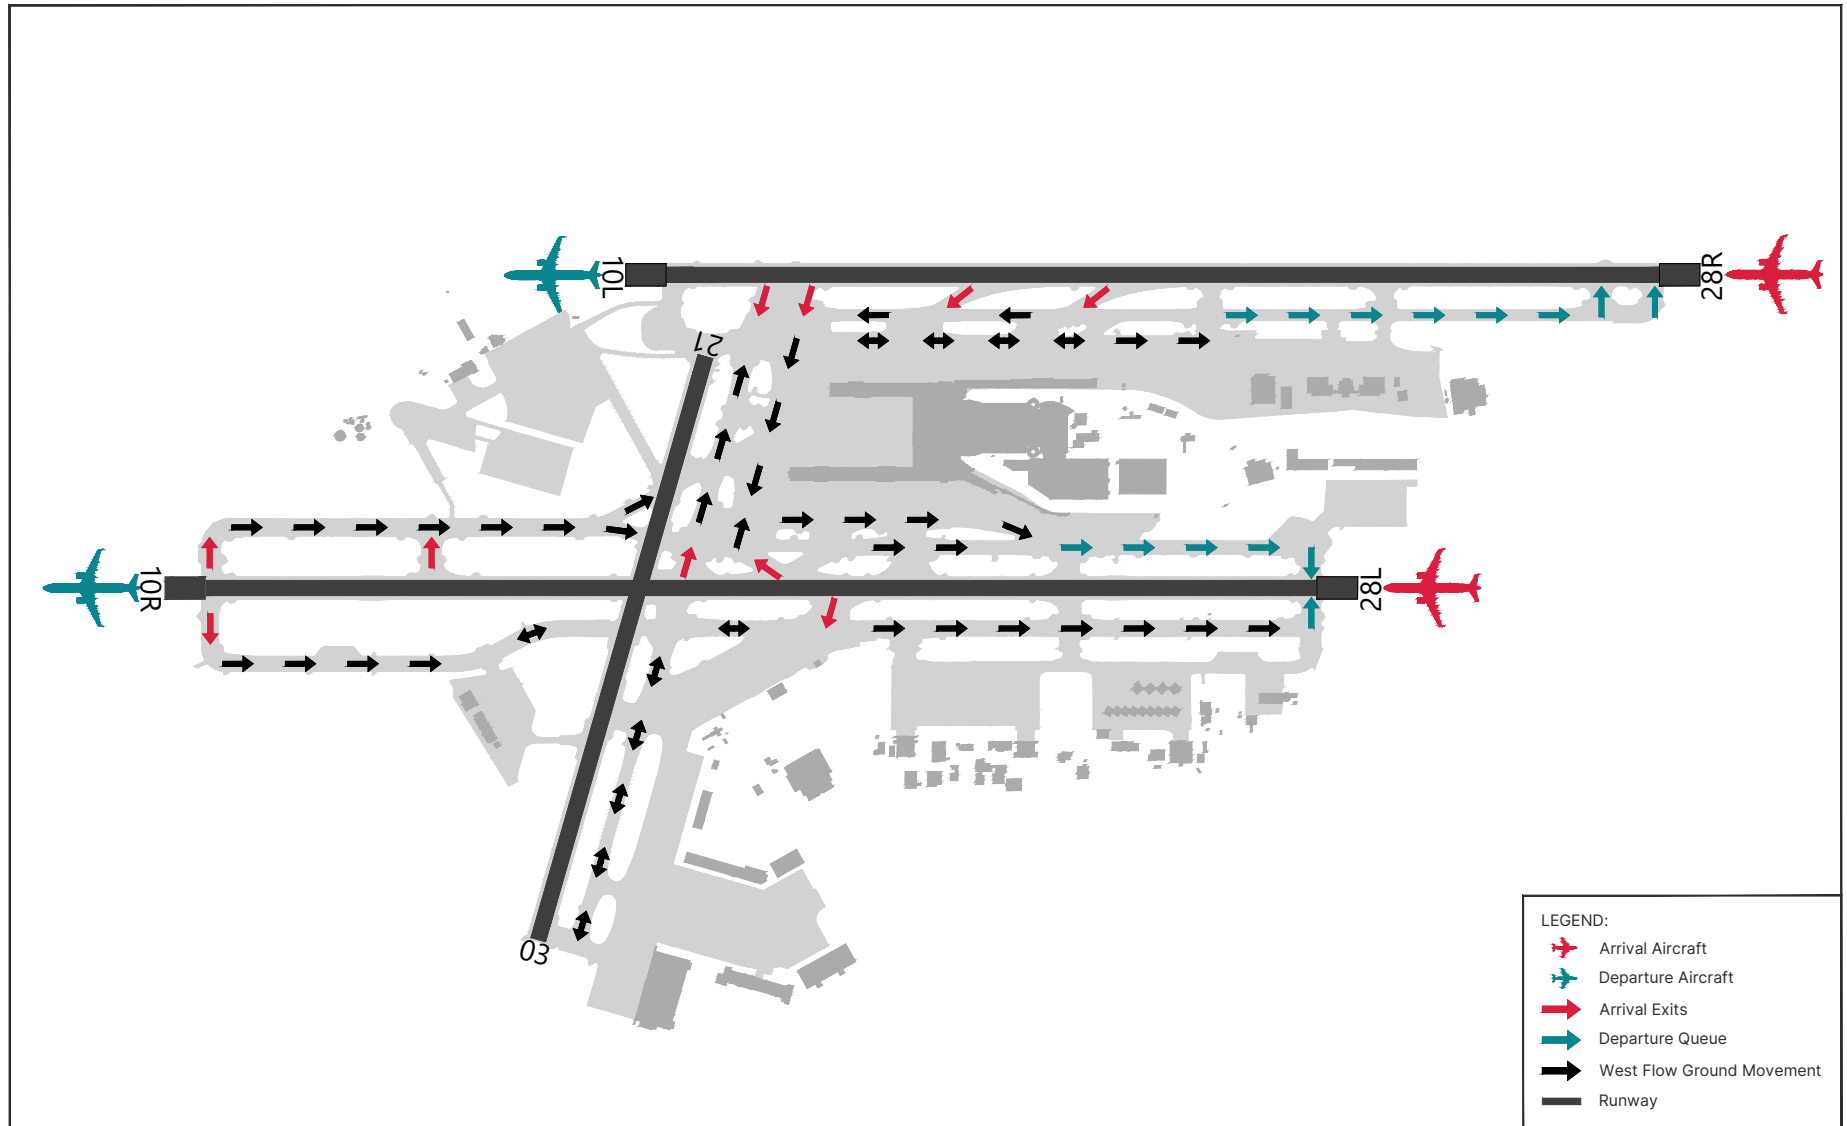 10L
28R
21
10R
28L
03
LEGEND:
Arrival Aircraft
Departure Aircraft
Arrival Exits
Departure Queue
West Flow Ground Movement
Runway